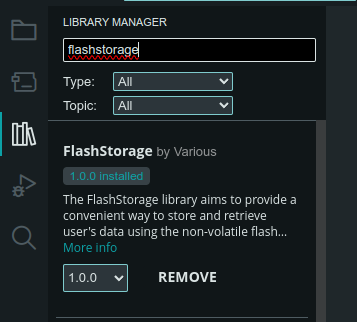 LIBRARY MANAGER
flashstorage
Type: All
Topic: All
FlashStorage by Various
1.0.0 installed
The FlashStorage library aims to provide a
convenient way to store and retrieve
user's data using the non-volatile flash...
More info
1.0.0 REMOVE